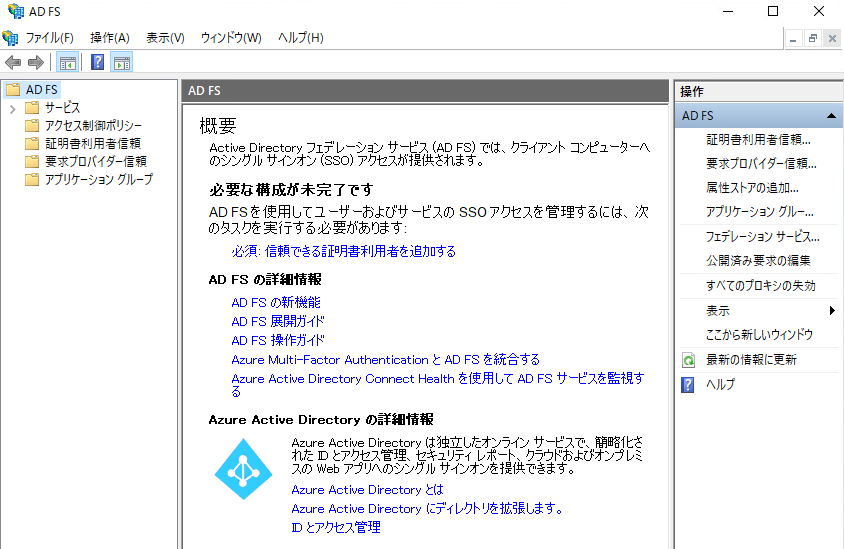 AD FS
ファイル(F) 操作(A) 表示(V) ウィンドウ(W) ヘルプ(H)
AD FS
サービス
アクセス制御ポリシー
証明書利用者信頼
要求プロバイダー信頼
アプリケーション グループ
AD FS
概要
Active Directory フェデレーション サービス (AD FS) では、クライアント コンピューターへ
のシングル サインオン (SSO) アクセスが提供されます。
必要な構成が未完了です
AD FS を使用してユーザーおよびサービスの SSO アクセスを管理するには、次
のタスクを実行する必要があります:
必須: 信頼できる証明書利用者を追加する
AD FS の詳細情報
AD FS の新機能
AD FS 展開ガイド
AD FS 操作ガイド
Azure Multi-Factor Authentication と AD FS を統合する
Azure Active Directory Connect Health を使用して AD FS サービスを監視す
る
Azure Active Directory の詳細情報
Azure Active Directory は独立したオンライン サービスで、簡略化さ
れた ID とアクセス管理、セキュリティ レポート、クラウドおよびオンプレミ
スの Web アプリへのシングル サインオンを提供できます。
Azure Active Directory とは
Azure Active Directory にディレクトリを拡張します。
ID とアクセス管理
操作
AD FS
証明書利用者信頼...
要求プロバイダー信頼...
属性ストアの追加...
アプリケーション グルー...
フェデレーション サービス...
公開済み要求の編集
すべてのプロキシの失効
表示
ここから新しいウィンドウ
最新の情報に更新
ヘルプ